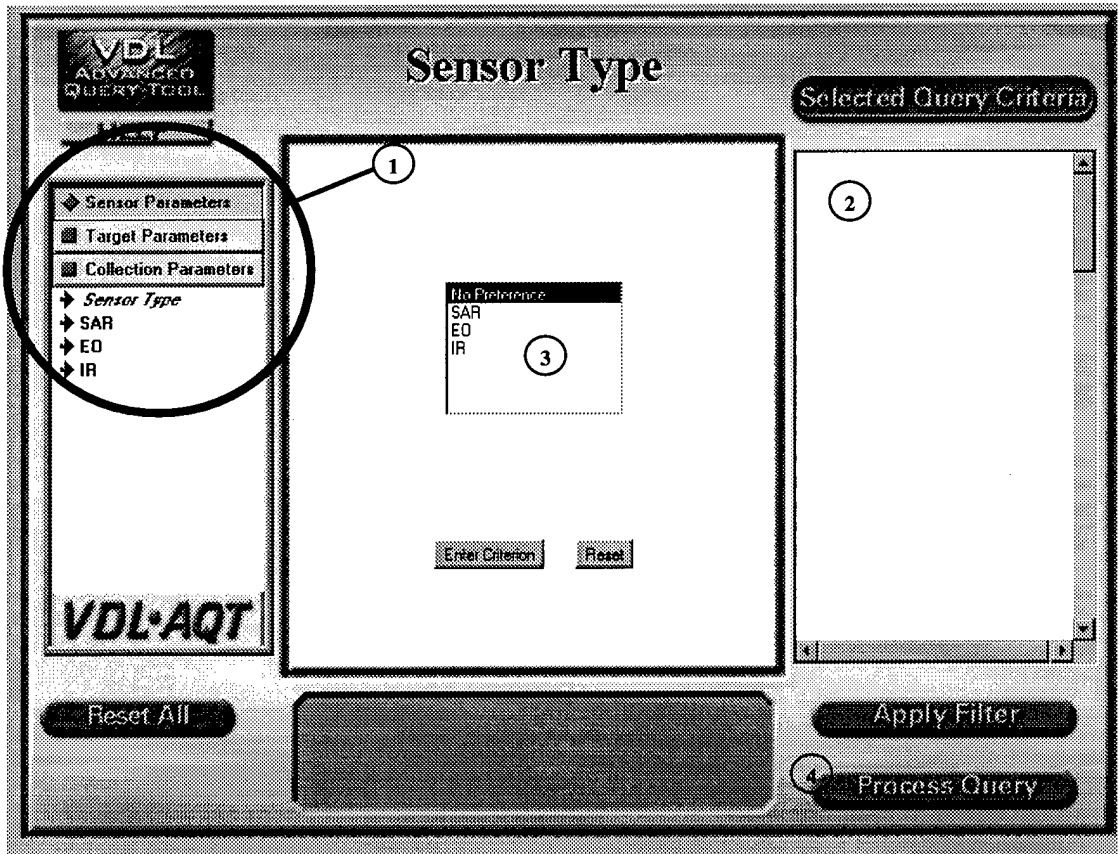 VDL
ADVANCED
QUERY-TOOL
Sensor Type
Selected Query Criteria
1
2
Sensor Parameters
Target Parameters
Collection Parameters
Sensor Type
SAR
EO
IR
No Preference
SAR
EO
IR
3
Enter Criterion
Reset
VDL•AQT
Reset All
Apply Filter
4
Process Query